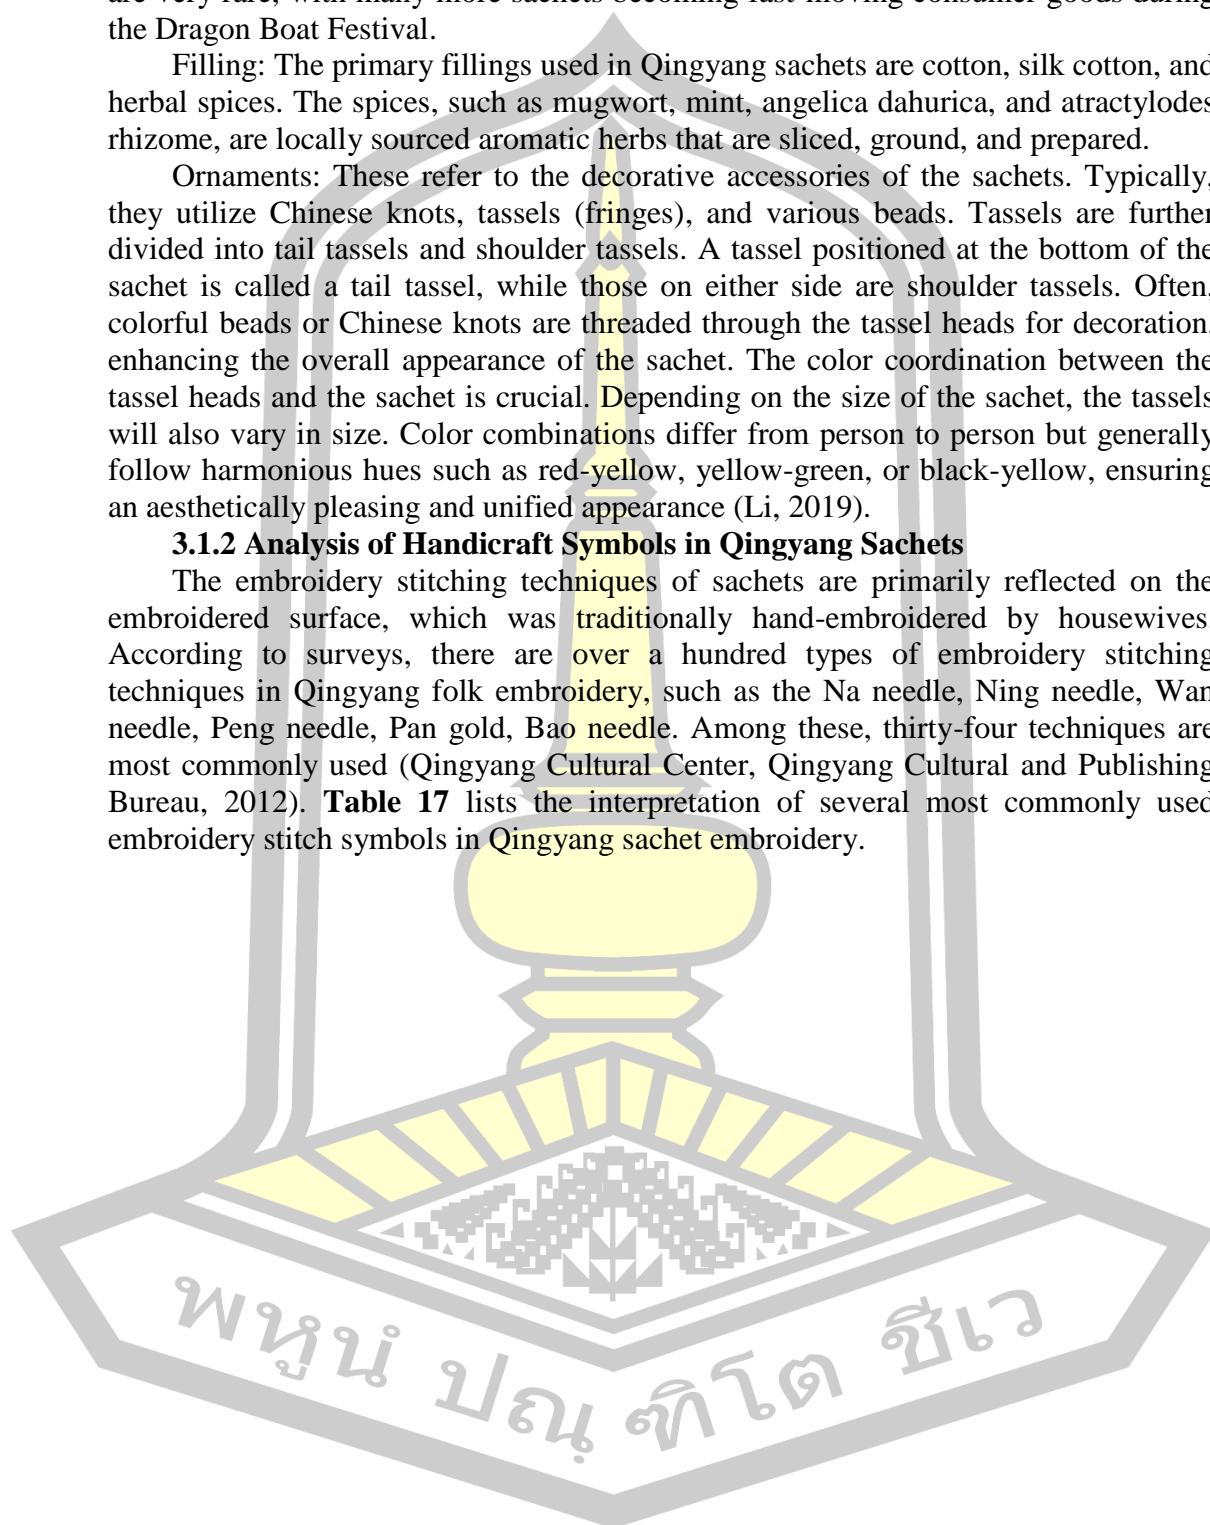 are very rare, with many more sachets becoming fast-moving consumer goods during
the Dragon Boat Festival.
Filling: The primary fillings used in Qingyang sachets are cotton, silk cotton, and
herbal spices. The spices, such as mugwort, mint, angelica dahurica, and atractylodes
rhizome, are locally sourced aromatic herbs that are sliced, ground, and prepared.
Ornaments: These refer to the decorative accessories of the sachets. Typically,
they utilize Chinese knots, tassels (fringes), and various beads. Tassels are further
divided into tail tassels and shoulder tassels. A tassel positioned at the bottom of the
sachet is called a tail tassel, while those on either side are shoulder tassels. Often,
colorful beads or Chinese knots are threaded through the tassel heads for decoration,
enhancing the overall appearance of the sachet. The color coordination between the
tassel heads and the sachet is crucial. Depending on the size of the sachet, the tassels
will also vary in size. Color combinations differ from person to person but generally
follow harmonious hues such as red-yellow, yellow-green, or black-yellow, ensuring
an aesthetically pleasing and unified appearance (Li, 2019).
3.1.2 Analysis of Handicraft Symbols in Qingyang Sachets
The embroidery stitching techniques of sachets are primarily reflected on the
embroidered surface, which was traditionally hand-embroidered by housewives.
According to surveys, there are over a hundred types of embroidery stitching
techniques in Qingyang folk embroidery, such as the Na needle, Ning needle, Wan
needle, Peng needle, Pan gold, Bao needle. Among these, thirty-four techniques are
most commonly used (Qingyang Cultural Center, Qingyang Cultural and Publishing
Bureau, 2012). Table 17 lists the interpretation of several most commonly used
embroidery stitch symbols in Qingyang sachet embroidery.
พหูนํ ปณฺ ฑิโต ชีเว